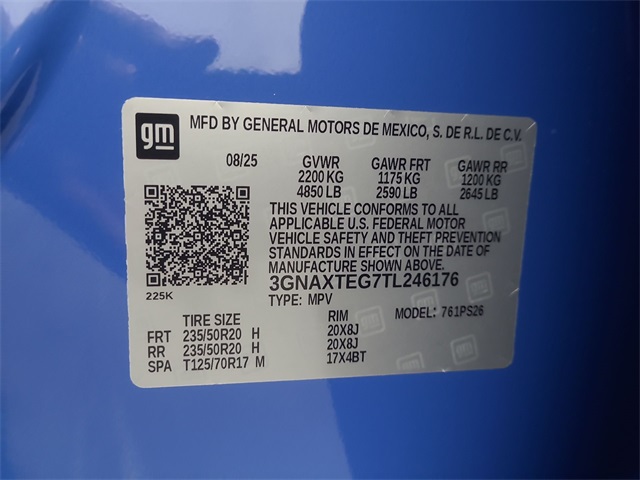 gm
MFD BY GENERAL MOTORS DE MEXICO, S. DE R.L. DE C.V.
08/25 GVWR GAWR FRT GAWR RR
2200 KG 1175 KG 1200 KG
4850 LB 2590 LB 2645 LB
THIS VEHICLE CONFORMS TO ALL
APPLICABLE U.S. FEDERAL MOTOR
VEHICLE SAFETY AND THEFT PREVENTION
STANDARDS IN EFFECT ON THE DATE OF
MANUFACTURE SHOWN ABOVE.
3GNAXTEG7TL246176
225K
TYPE: MPV MODEL: 761PS26
TIRE SIZE RIM
FRT 235/50R20 H 20X8J
RR 235/50R20 H 20X8J
SPA T125/70R17 M 17X4BT